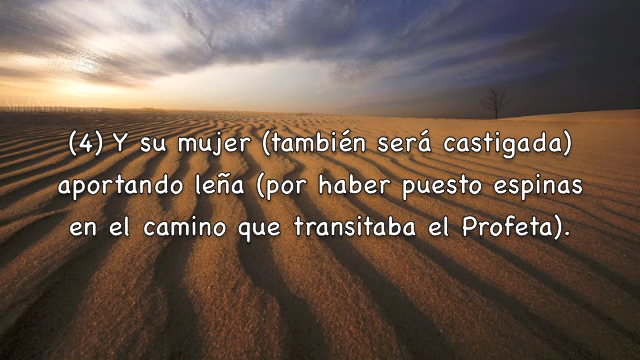 (4) Y su mujer (también será castigada)
aportando leña (por haber puesto espinas
en el camino que transitaba el Profeta).